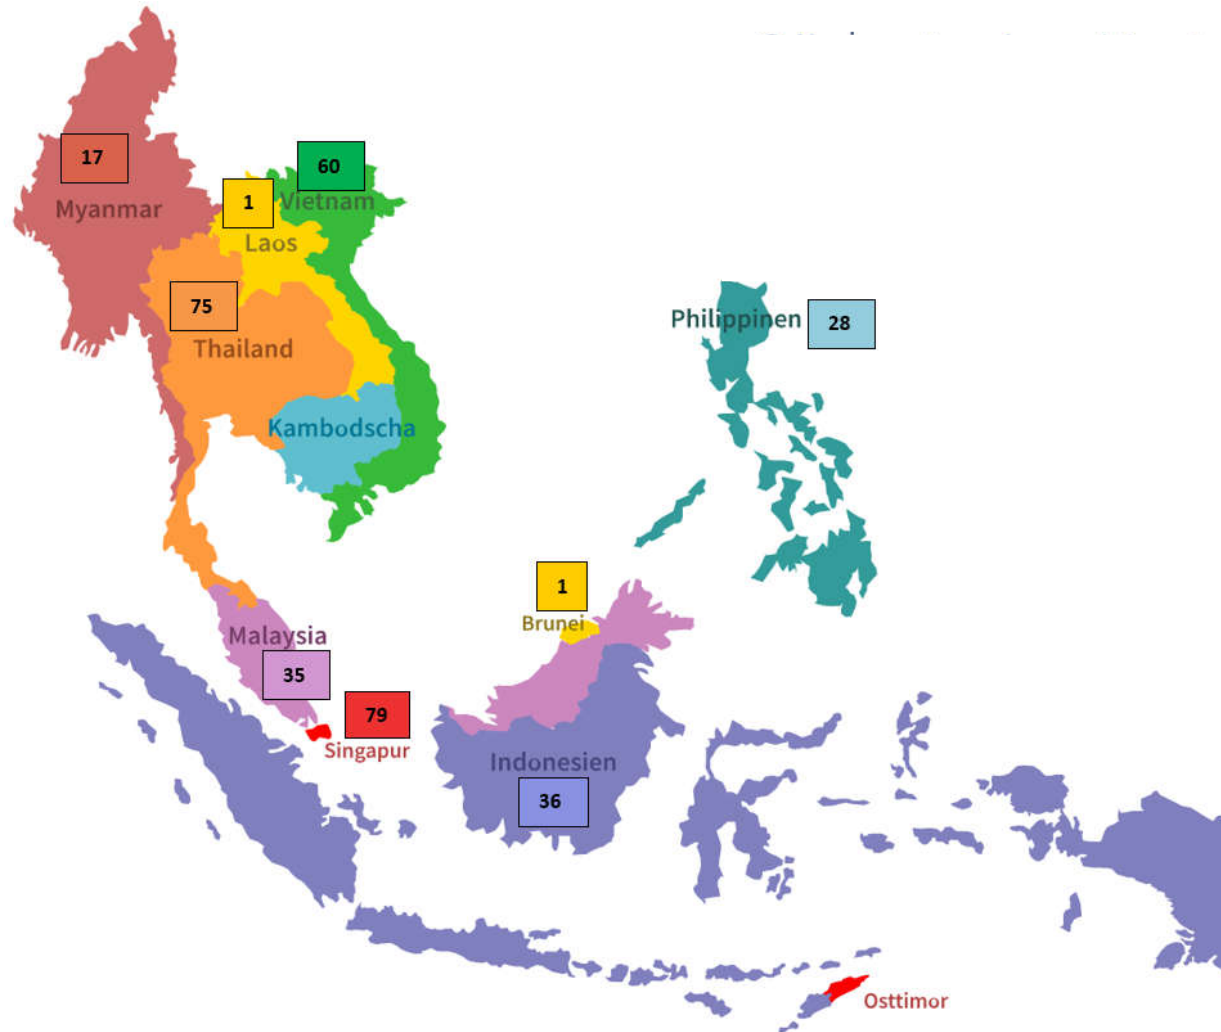 17
Myanmar
60
Vietnam
1
Laos
75
Thailand
Kambodscha
Philippinen
28
1
Brunei
Malaysia
35
79
Singapur
Indonesien
36
Osttimor